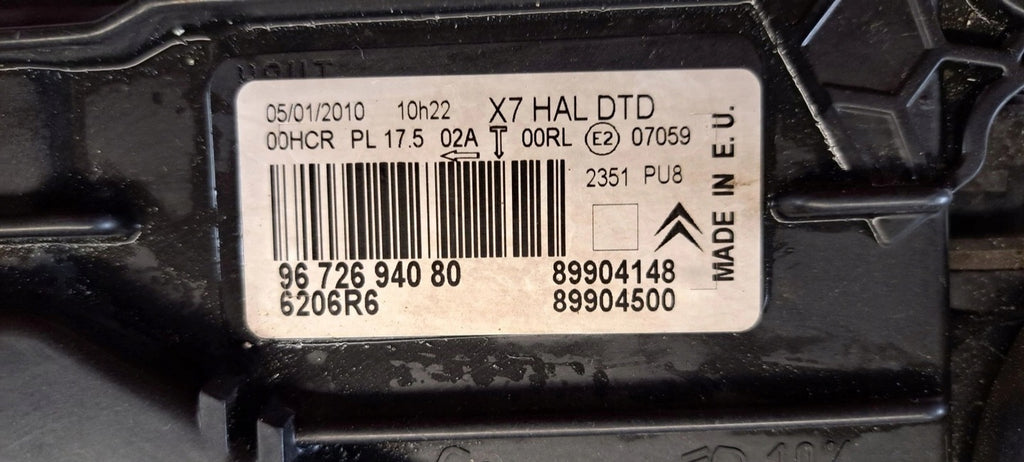 05/01/2010 10h22 X7 HAL DTD
00HCR PL 17.5 02A 00RL E2 07059
2351 PU8
96 726 940 80 89904148
6206R6 89904500
MADE IN E.U.